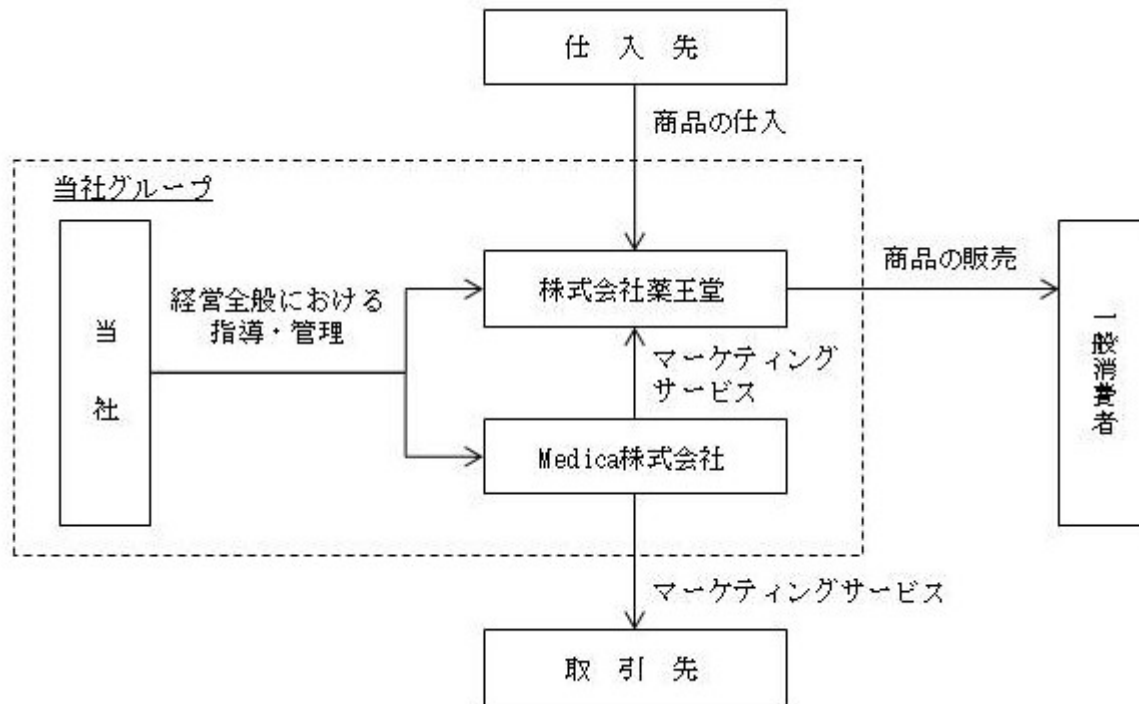 仕 入 先
商品の仕入
当社グループ
当社
経営全般における
指導・管理
株式会社薬王堂
商品の販売
一般消費者
マーケティング
サービス
Medica株式会社
マーケティングサービス
取 引 先